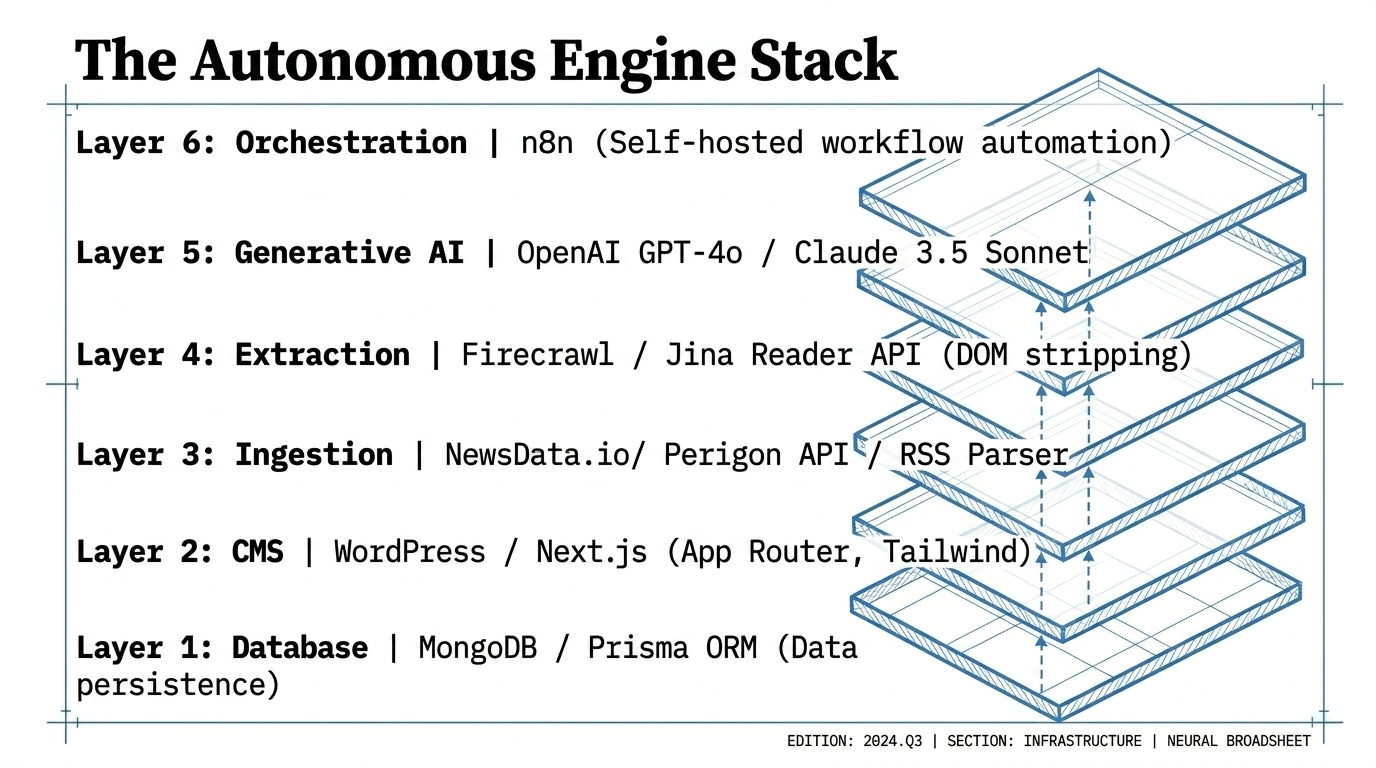 The Autonomous Engine Stack
Layer 6: Orchestration | n8n (Self-hosted workflow automation)
Layer 5: Generative AI | OpenAI GPT-4o / Claude 3.5 Sonnet
Layer 4: Extraction | Firecrawl / Jina Reader API (DOM stripping)
Layer 3: Ingestion | NewsData.io/ Perigon API / RSS Parser
Layer 2: CMS | WordPress / Next.js (App Router, Tailwind)
Layer 1: Database | MongoDB / Prisma ORM (Data
persistence)
EDITION: 2024.Q3 | SECTION: INFRASTRUCTURE | NEURAL BROADSHEET